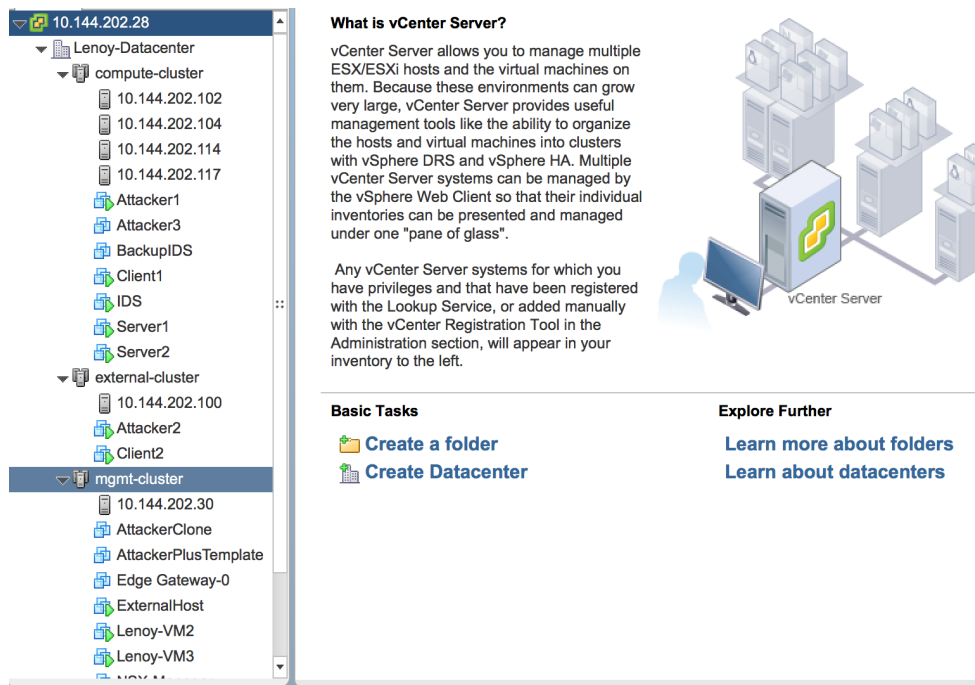 10.144.202.28
Lenoy-Datacenter
compute-cluster
10.144.202.102
10.144.202.104
10.144.202.114
10.144.202.117
Attacker1
Attacker3
BackupIDS
Client1
IDS
Server1
Server2
external-cluster
10.144.202.100
Attacker2
Client2
mgmt-cluster
10.144.202.30
AttackerClone
AttackerPlusTemplate
Edge Gateway-0
ExternalHost
Lenoy-VM2
Lenoy-VM3
What is vCenter Server?
vCenter Server allows you to manage multiple
ESX/ESXi hosts and the virtual machines on
them. Because these environments can grow
very large, vCenter Server provides useful
management tools like the ability to organize
the hosts and virtual machines into clusters
with vSphere DRS and vSphere HA. Multiple
vCenter Server systems can be managed by
the vSphere Web Client so that their individual
inventories can be presented and managed
under one "pane of glass".
Any vCenter Server systems for which you
have privileges and that have been registered
with the Lookup Service, or added manually
with the vCenter Registration Tool in the
Administration section, will appear in your
inventory to the left.
vCenter Server
Basic Tasks
Create a folder
Create Datacenter
Explore Further
Learn more about folders
Learn about datacenters